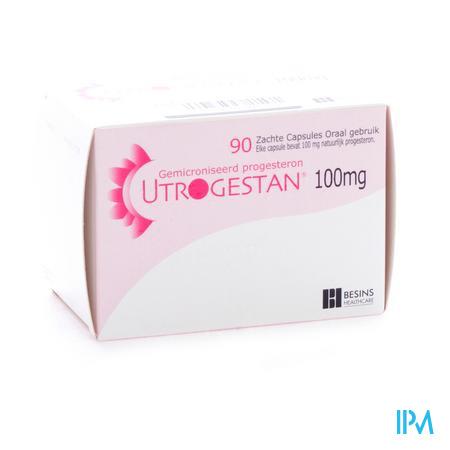 90 Zachte Capsules Oraal gebruik
Elke capsule bevat 100 mg natuurlijk progesteron.
Gemicroniseerd progesteron
UTROGESTAN® 100mg
BESINS
HEALTHCARE
IPM